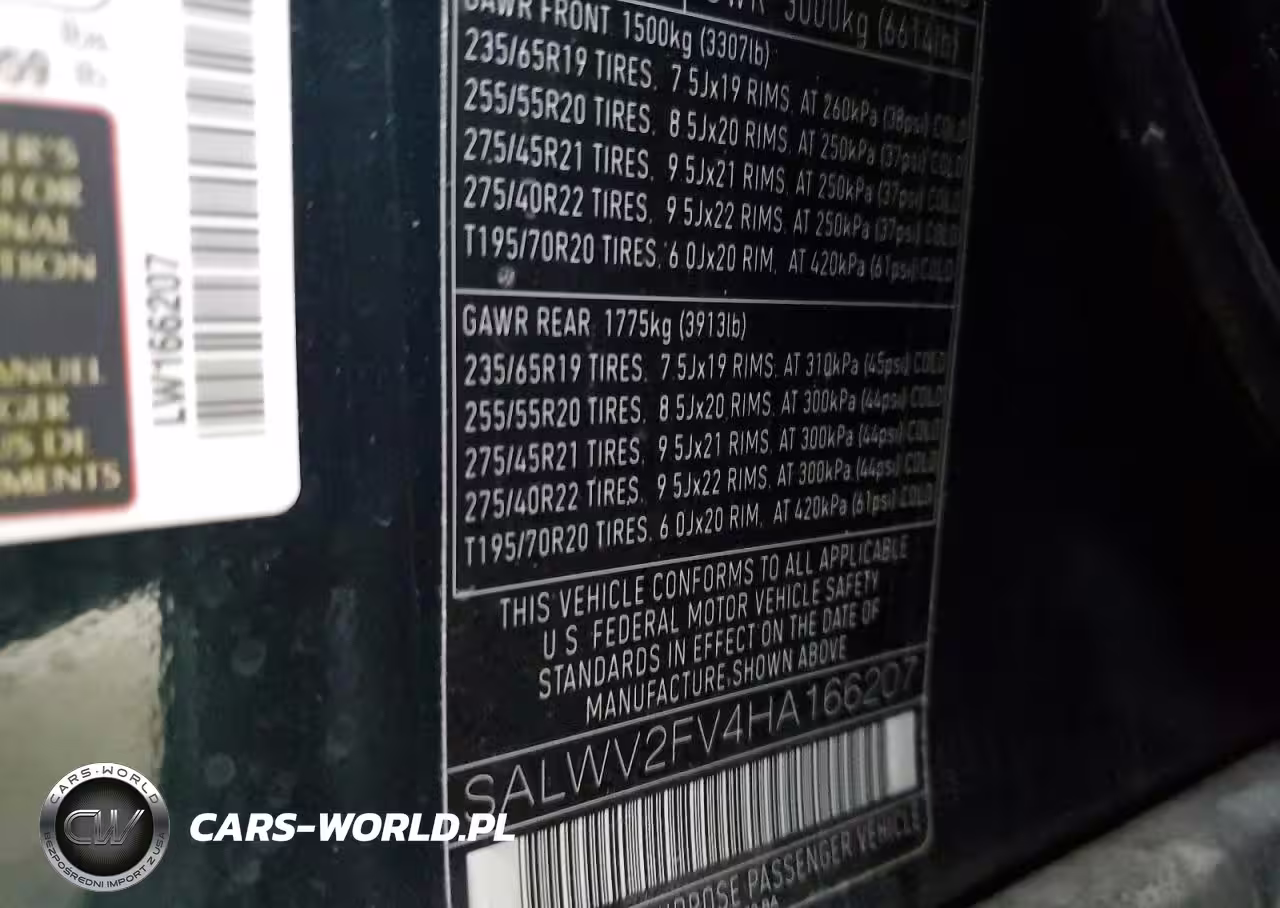 3000kg (6614lb)
GAWR FRONT 1500kg (3307lb)
235/65R19 TIRES, 7.5Jx19 RIMS, AT 260kPa (38psi) COLD
255/55R20 TIRES, 8.5Jx20 RIMS, AT 250kPa (37psi) COLD
275/45R21 TIRES, 9.5Jx21 RIMS, AT 250kPa (37psi) COLD
275/40R22 TIRES, 9.5Jx22 RIMS, AT 250kPa (37psi) COLD
T195/70R20 TIRES, 6.0Jx20 RIM, AT 420kPa (61psi) COLD
GAWR REAR 1775kg (3913lb)
235/65R19 TIRES, 7.5Jx19 RIMS, AT 310kPa (45psi) COLD
255/55R20 TIRES, 8.5Jx20 RIMS, AT 300kPa (44psi) COLD
275/45R21 TIRES, 9.5Jx21 RIMS, AT 300kPa (44psi) COLD
275/40R22 TIRES, 9.5Jx22 RIMS, AT 300kPa (44psi) COLD
T195/70R20 TIRES, 6.0Jx20 RIM, AT 420kPa (61psi) COLD
THIS VEHICLE CONFORMS TO ALL APPLICABLE
U.S. FEDERAL MOTOR VEHICLE SAFETY
STANDARDS IN EFFECT ON THE DATE OF
MANUFACTURE SHOWN ABOVE
SALWV2FV4HA166207
PASSENGER VEHICLE
LW166207
CARS-WORLD
CW
BEZPOŚREDNI IMPORT Z USA
CARS-WORLD.PL